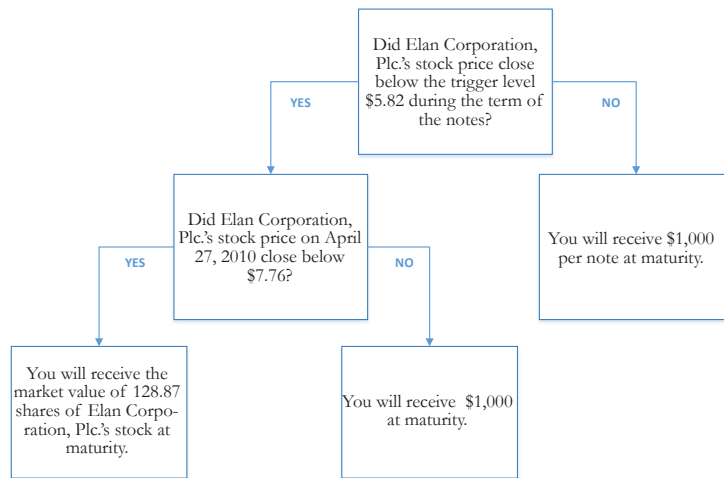 Did Elan Corporation,
Plc.'s stock price close
below the trigger level
$5.82 during the term of
the notes?
YES
NO
Did Elan Corporation,
Plc.'s stock price on April
27, 2010 close below
$7.76?
You will receive $1,000
per note at maturity.
YES
NO
You will receive the
market value of 128.87
shares of Elan Corpo-
ration, Plc.'s stock at
maturity.
You will receive $1,000
at maturity.